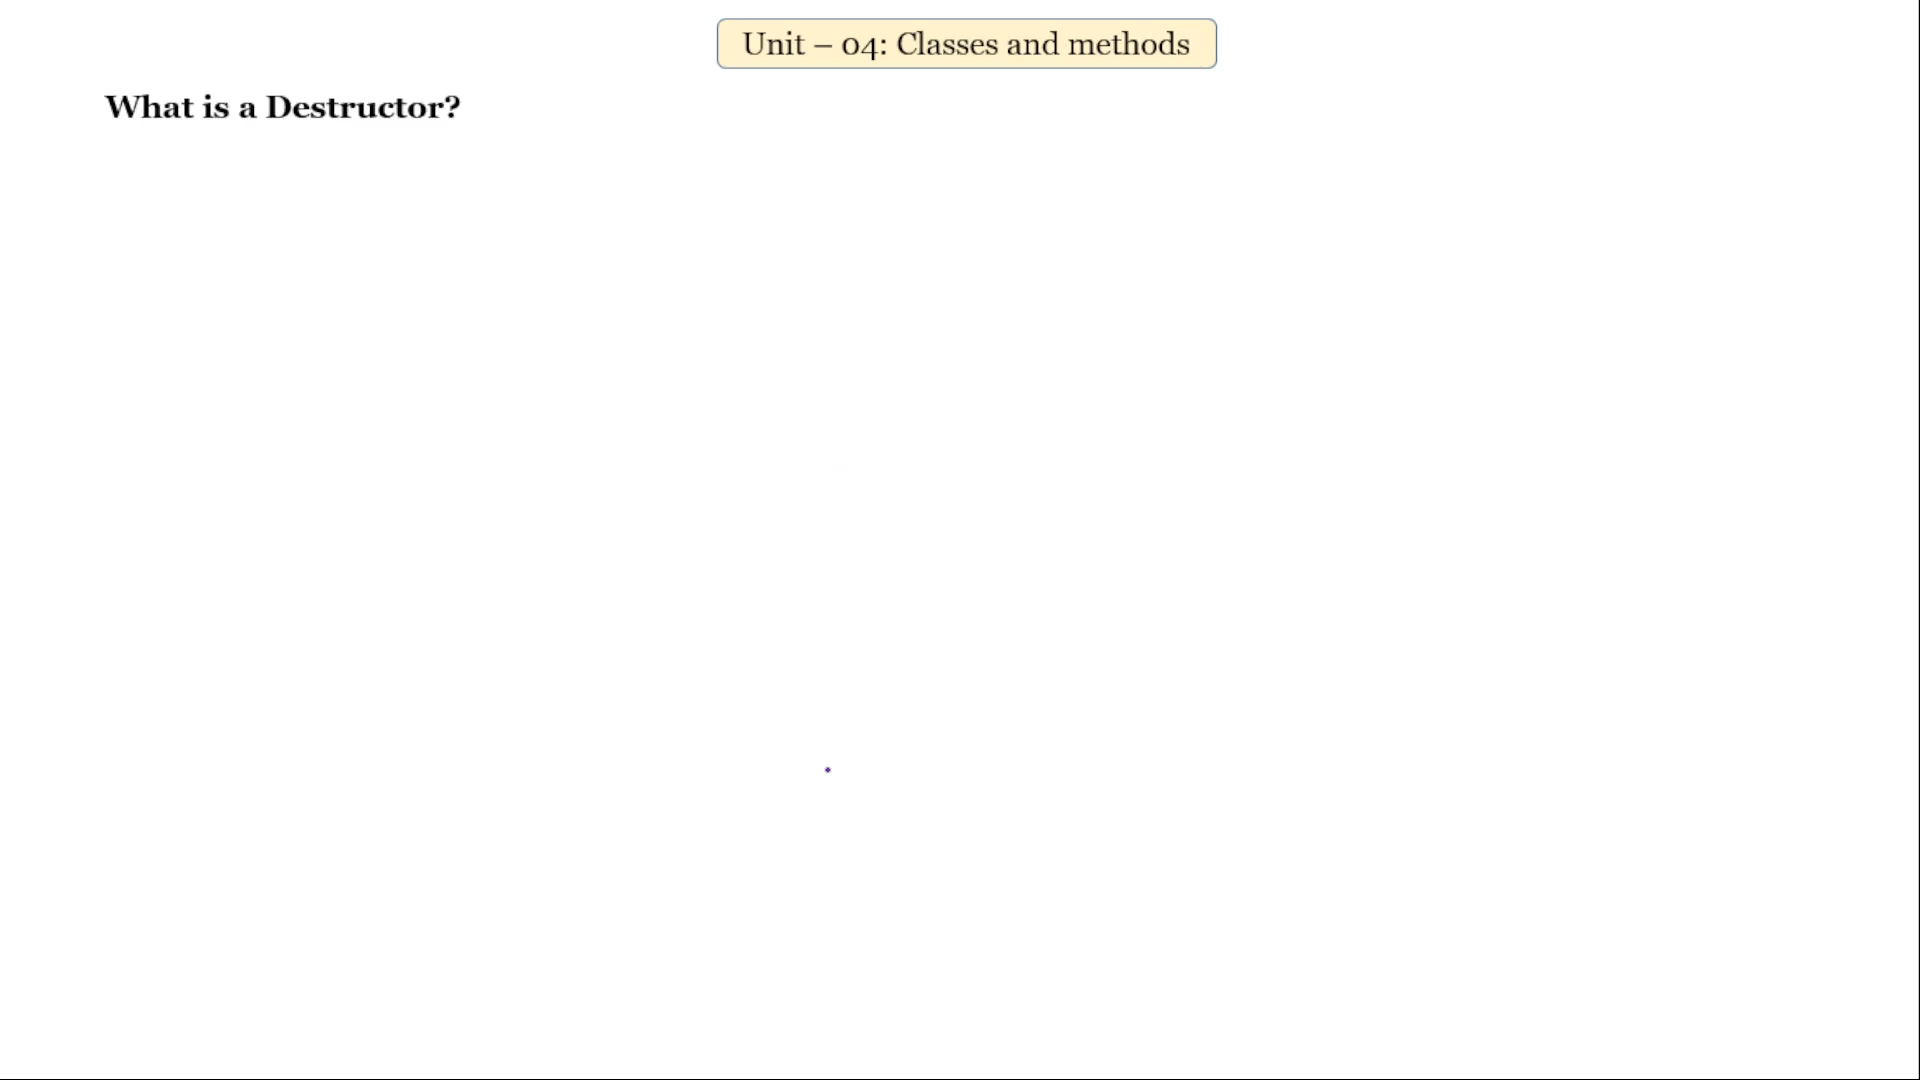 Unit – 04: Classes and methods
What is a Destructor?